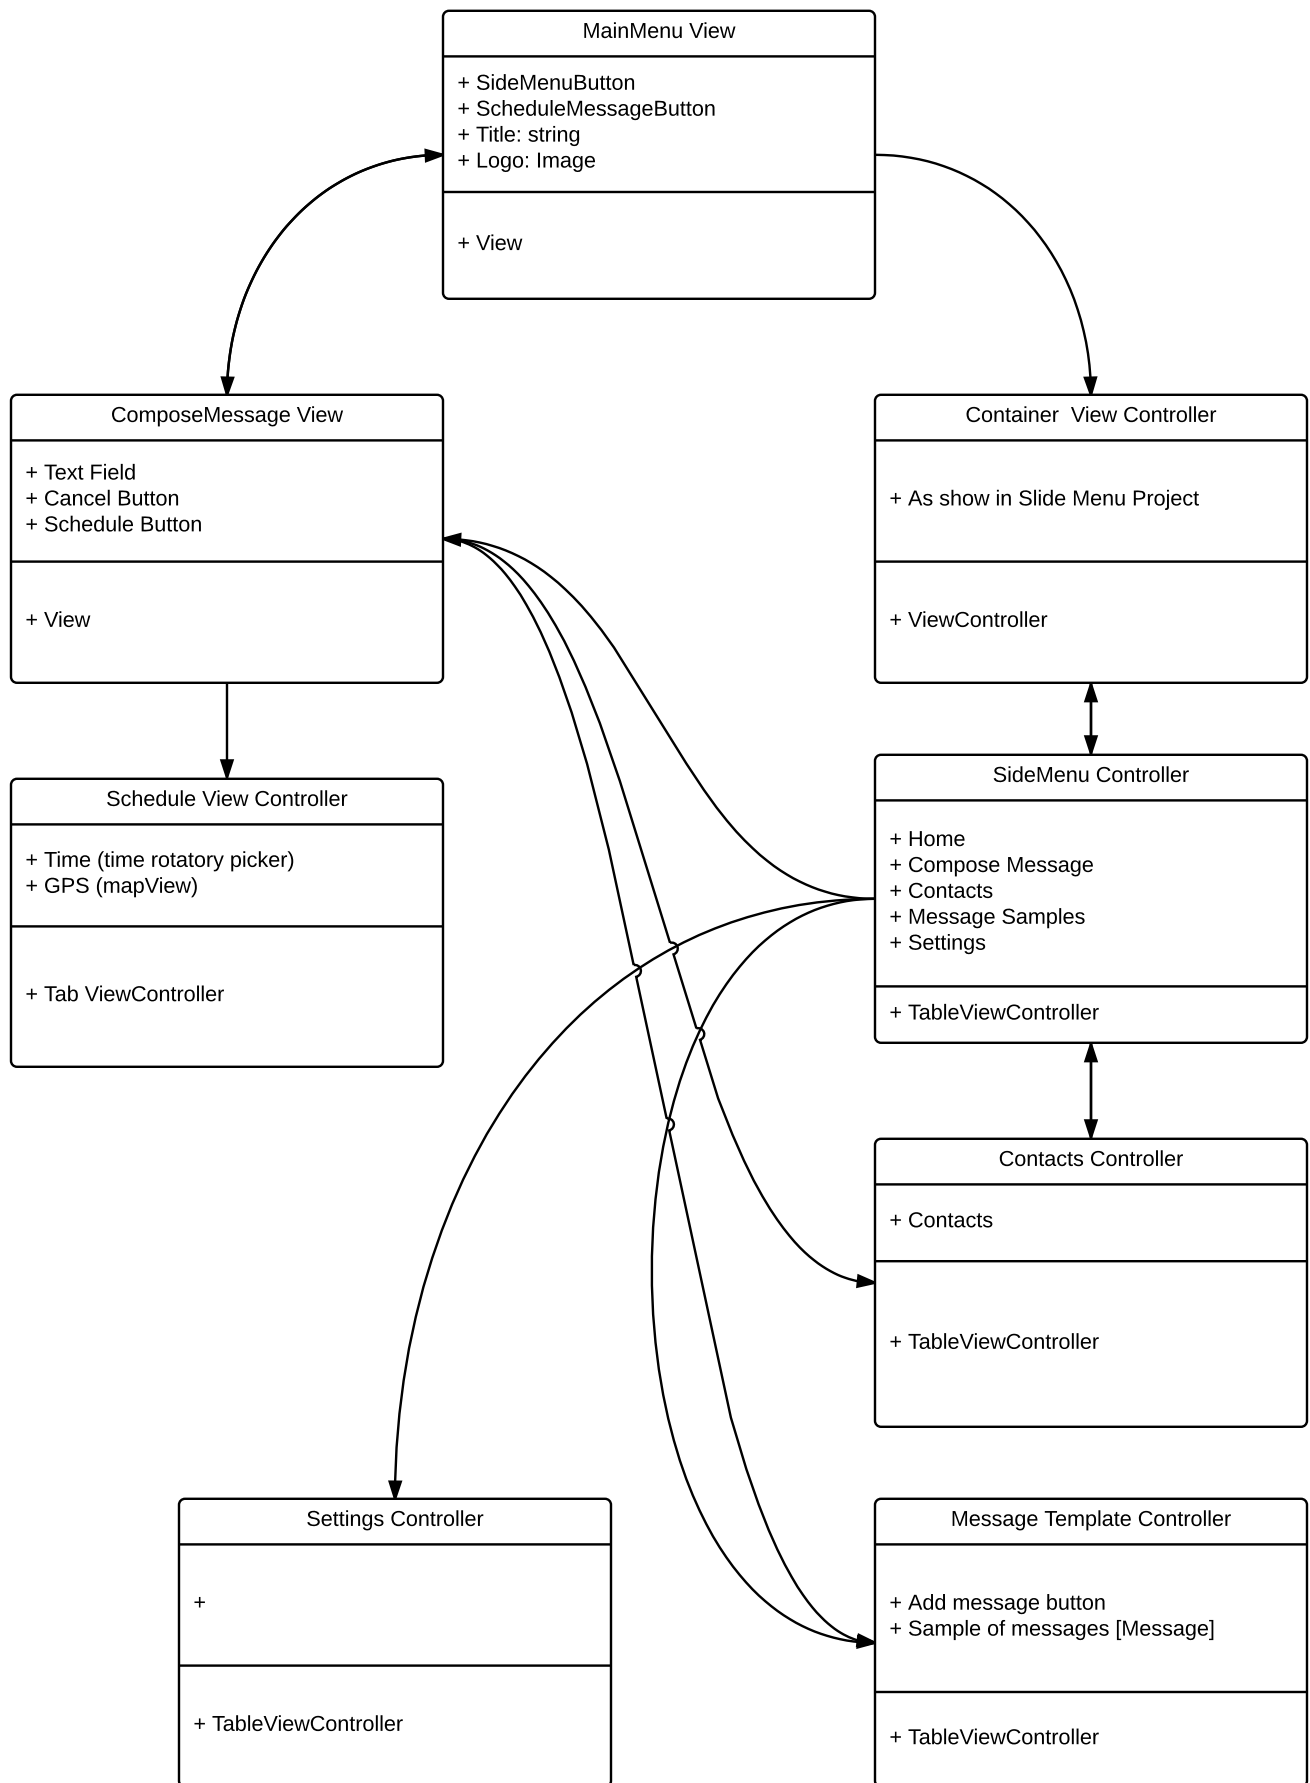 MainMenu View
+ SideMenuButton
+ ScheduleMessageButton
+ Title: string
+ Logo: Image
+ View
ComposeMessage View
+ Text Field
+ Cancel Button
+ Schedule Button
+ View
Container  View Controller
+ As show in Slide Menu Project
+ ViewController
Schedule View Controller
+ Time (time rotatory picker)
+ GPS (mapView)
+ Tab ViewController
SideMenu Controller
+ Home
+ Compose Message
+ Contacts
+ Message Samples
+ Settings
+ TableViewController
Contacts Controller
+ Contacts
+ TableViewController
Settings Controller
+
+ TableViewController
Message Template Controller
+ Add message button
+ Sample of messages [Message]
+ TableViewController